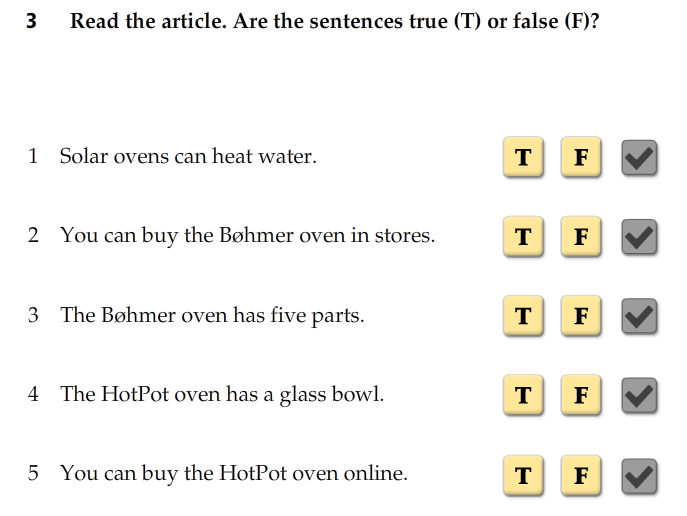 3 Read the article. Are the sentences true (T) or false (F)?
1 Solar ovens can heat water. T F
2 You can buy the Bøhmer oven in stores. T F
3 The Bøhmer oven has five parts. T F
4 The HotPot oven has a glass bowl. T F
5 You can buy the HotPot oven online. T F